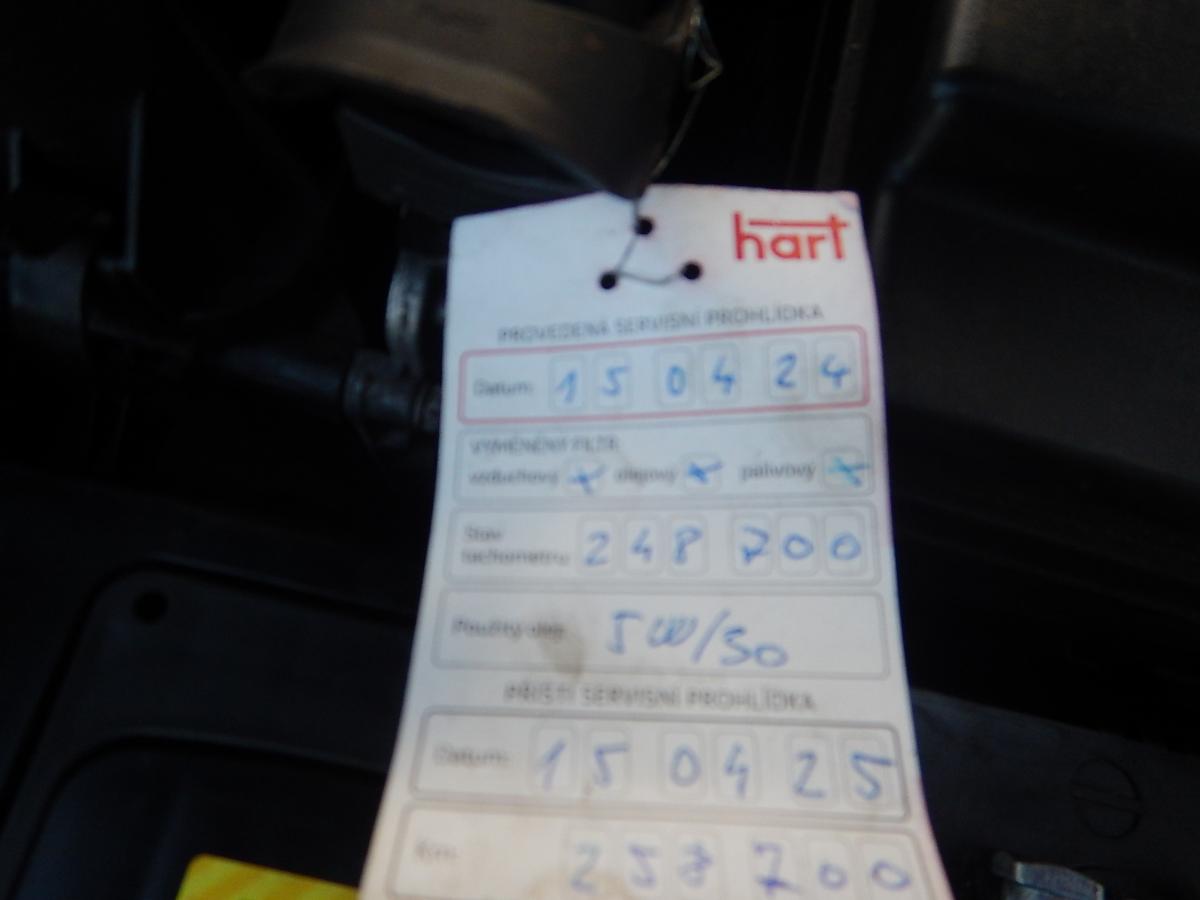 hart
PROVEDENÁ SERVISNÍ PROHLÍDKA
Datum: 15 04 24
VYMĚNĚNÝ FILTR
vzduchový x olejový x palivový x
Stav
tachometru 248 700
Použitý olej: 5W/30
PŘÍŠTÍ SERVISNÍ PROHLÍDKA
Datum: 15 04 25
Km: 258 700